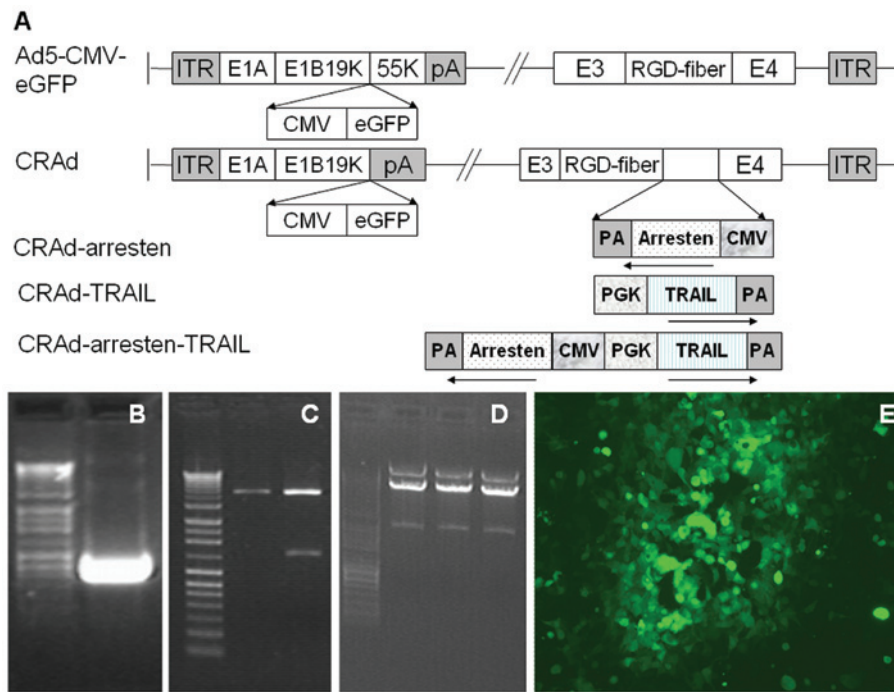 A
Ad5-CMV-
eGFP
ITR E1A E1B19K 55K pA // E3 RGD-fiber E4 ITR
CMV eGFP
CRAd
ITR E1A E1B19K pA // E3 RGD-fiber E4 ITR
CMV eGFP
CRAd-arresten
PA Arresten CMV
CRAd-TRAIL
PGK TRAIL PA
CRAd-arresten-TRAIL
PA Arresten CMV PGK TRAIL PA
B C D E